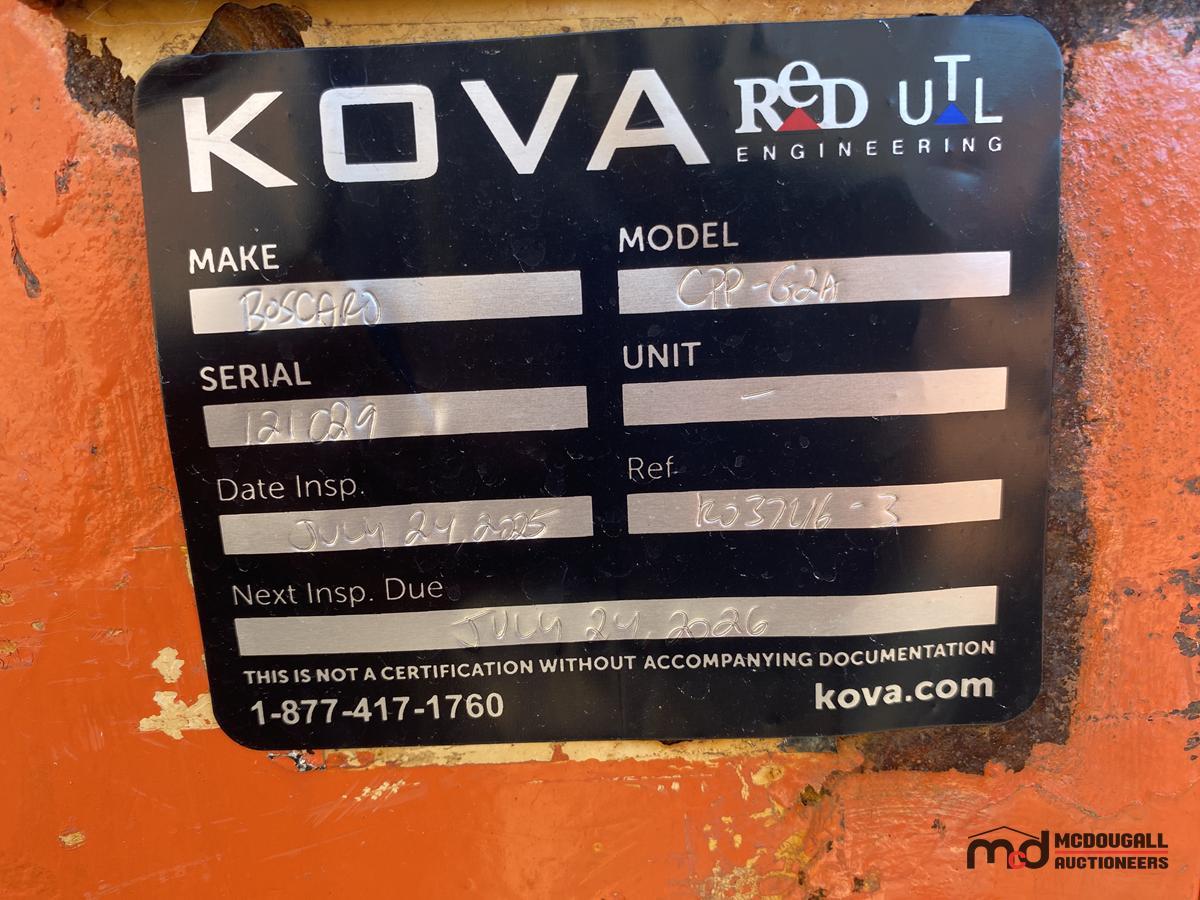 KOVA ReD UTL
ENGINEERING
MAKE MODEL
BOSCARO CPP-G2A
SERIAL UNIT
121029 -
Date Insp. Ref
JULY 24, 2025 K03746-3
Next Insp. Due
JULY 24, 2026
THIS IS NOT A CERTIFICATION WITHOUT ACCOMPANYING DOCUMENTATION
1-877-417-1760 kova.com
mcd MCDOUGALL
AUCTIONEERS